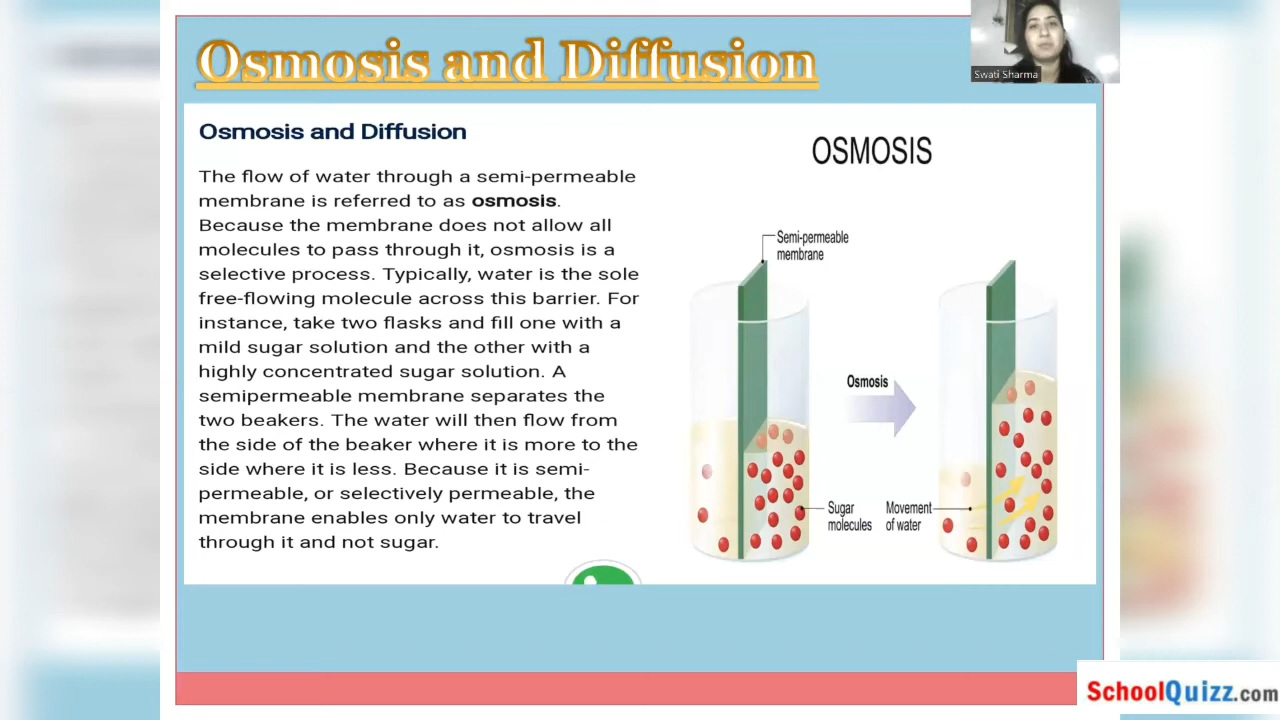 Osmosis and Diffusion
Swati Sharma
Osmosis and Diffusion
The flow of water through a semi-permeable
membrane is referred to as osmosis.
Because the membrane does not allow all
molecules to pass through it, osmosis is a
selective process. Typically, water is the sole
free-flowing molecule across this barrier. For
instance, take two flasks and fill one with a
mild sugar solution and the other with a
highly concentrated sugar solution. A
semipermeable membrane separates the
two beakers. The water will then flow from
the side of the beaker where it is more to the
side where it is less. Because it is semi-
permeable, or selectively permeable, the
membrane enables only water to travel
through it and not sugar.
OSMOSIS
Semi-permeable
membrane
Osmosis
Sugar
molecules
Movement
of water
SchoolQuizz.com